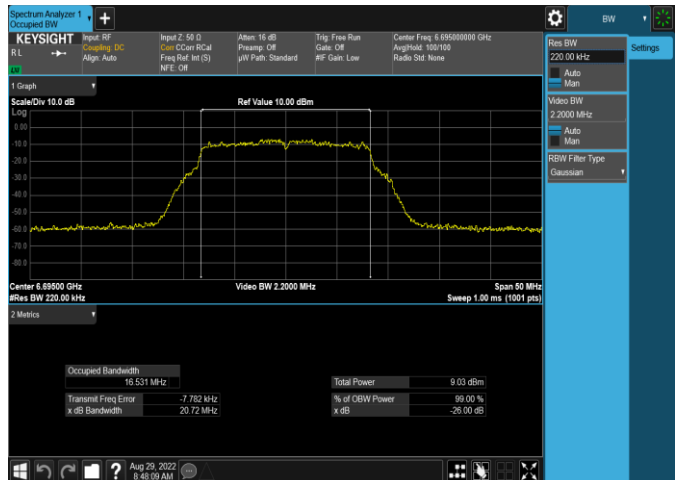 Spectrum Analyzer 1
Occupied BW
BW
KEYSIGHT
R L
Input: RF
Coupling: DC
Align: Auto
Input Z: 50 Ω
Corr CCorr RCal
Freq Ref: Int (S)
NFE: Off
Atten: 16 dB
Preamp: Off
µW Path: Standard
Trig: Free Run
Gate: Off
#IF Gain: Low
Center Freq: 6.695000000 GHz
Avg|Hold: 100/100
Radio Std: None
Res BW
220.00 kHz
Auto
Man
Settings
Video BW
2.2000 MHz
Auto
Man
RBW Filter Type
Gaussian
1 Graph
Scale/Div 10.0 dB
Ref Value 10.00 dBm
Log
0.00
-10.0
-20.0
-30.0
-40.0
-50.0
-60.0
-70.0
-80.0
Center 6.69500 GHz
#Res BW 220.00 kHz
Video BW 2.2000 MHz
Span 50 MHz
Sweep 1.00 ms (1001 pts)
2 Metrics
Occupied Bandwidth
16.531 MHz
Total Power 9.03 dBm
Transmit Freq Error -7.782 kHz
% of OBW Power 99.00 %
x dB Bandwidth 20.72 MHz
x dB -26.00 dB
?
Aug 29, 2022
8:48:09 AM